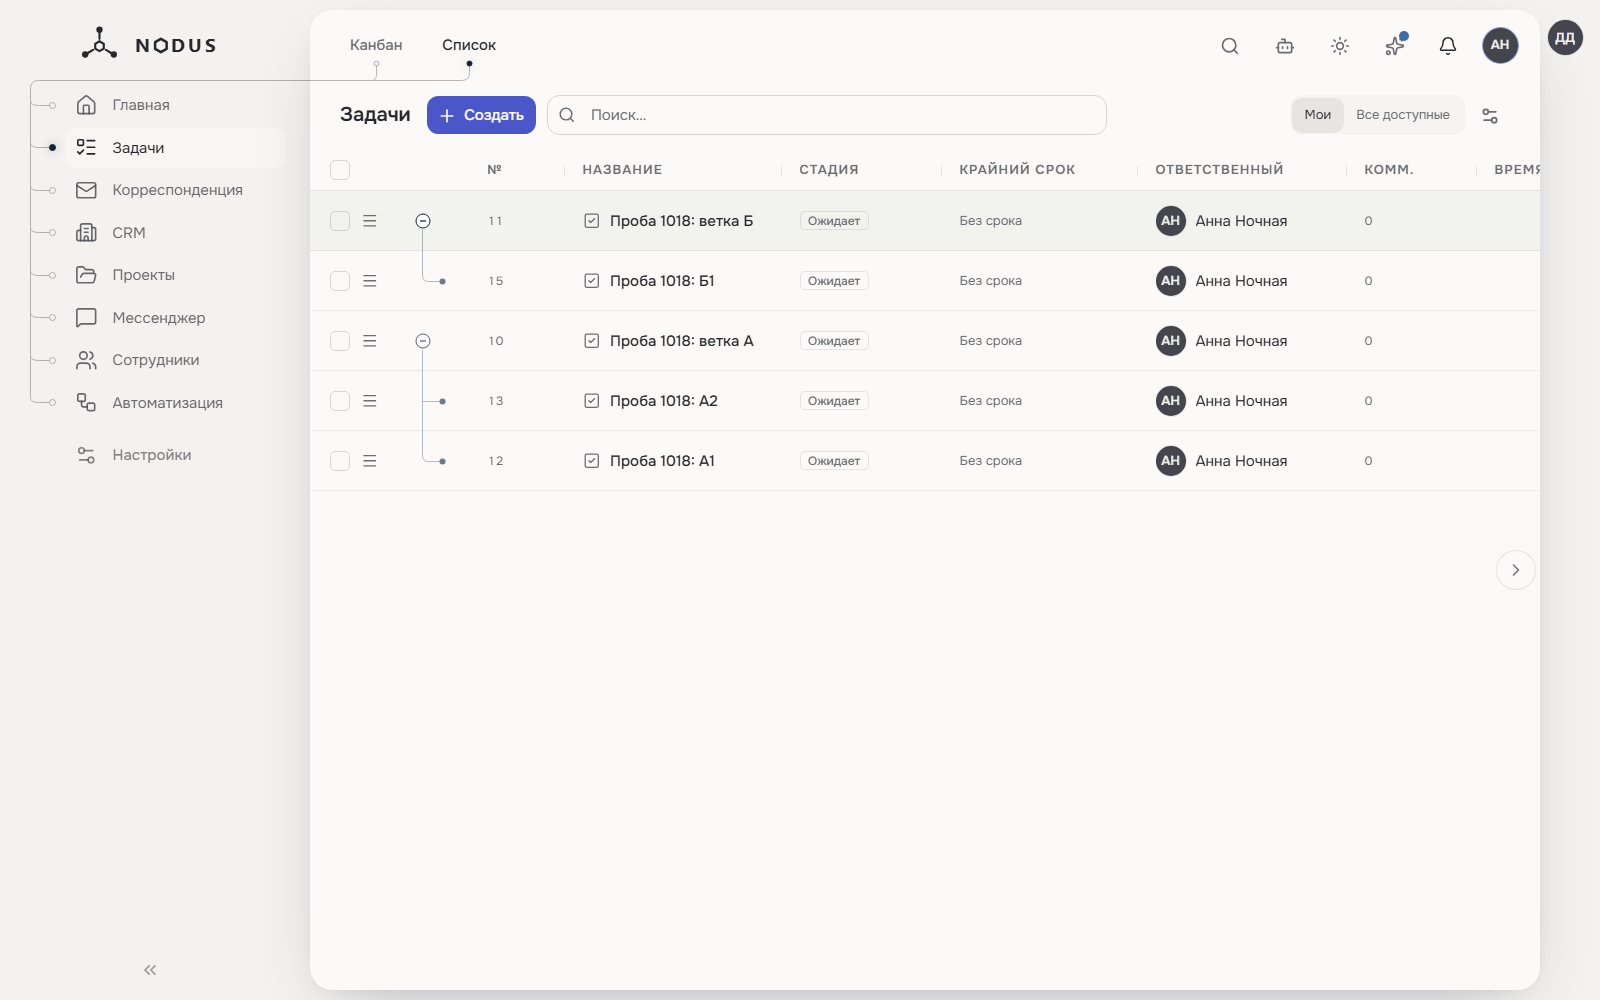 NODUS
Канбан
Список
АН
ДД
Главная
Задачи
Корреспонденция
CRM
Проекты
Мессенджер
Сотрудники
Автоматизация
Настройки
Задачи
Создать
Поиск...
Мои
Все доступные
№ НАЗВАНИЕ СТАДИЯ КРАЙНИЙ СРОК ОТВЕТСТВЕННЫЙ КОММ. ВРЕМЯ
11 Проба 1018: ветка Б Ожидает Без срока АН Анна Ночная 0
15 Проба 1018: Б1 Ожидает Без срока АН Анна Ночная 0
10 Проба 1018: ветка А Ожидает Без срока АН Анна Ночная 0
13 Проба 1018: А2 Ожидает Без срока АН Анна Ночная 0
12 Проба 1018: А1 Ожидает Без срока АН Анна Ночная 0